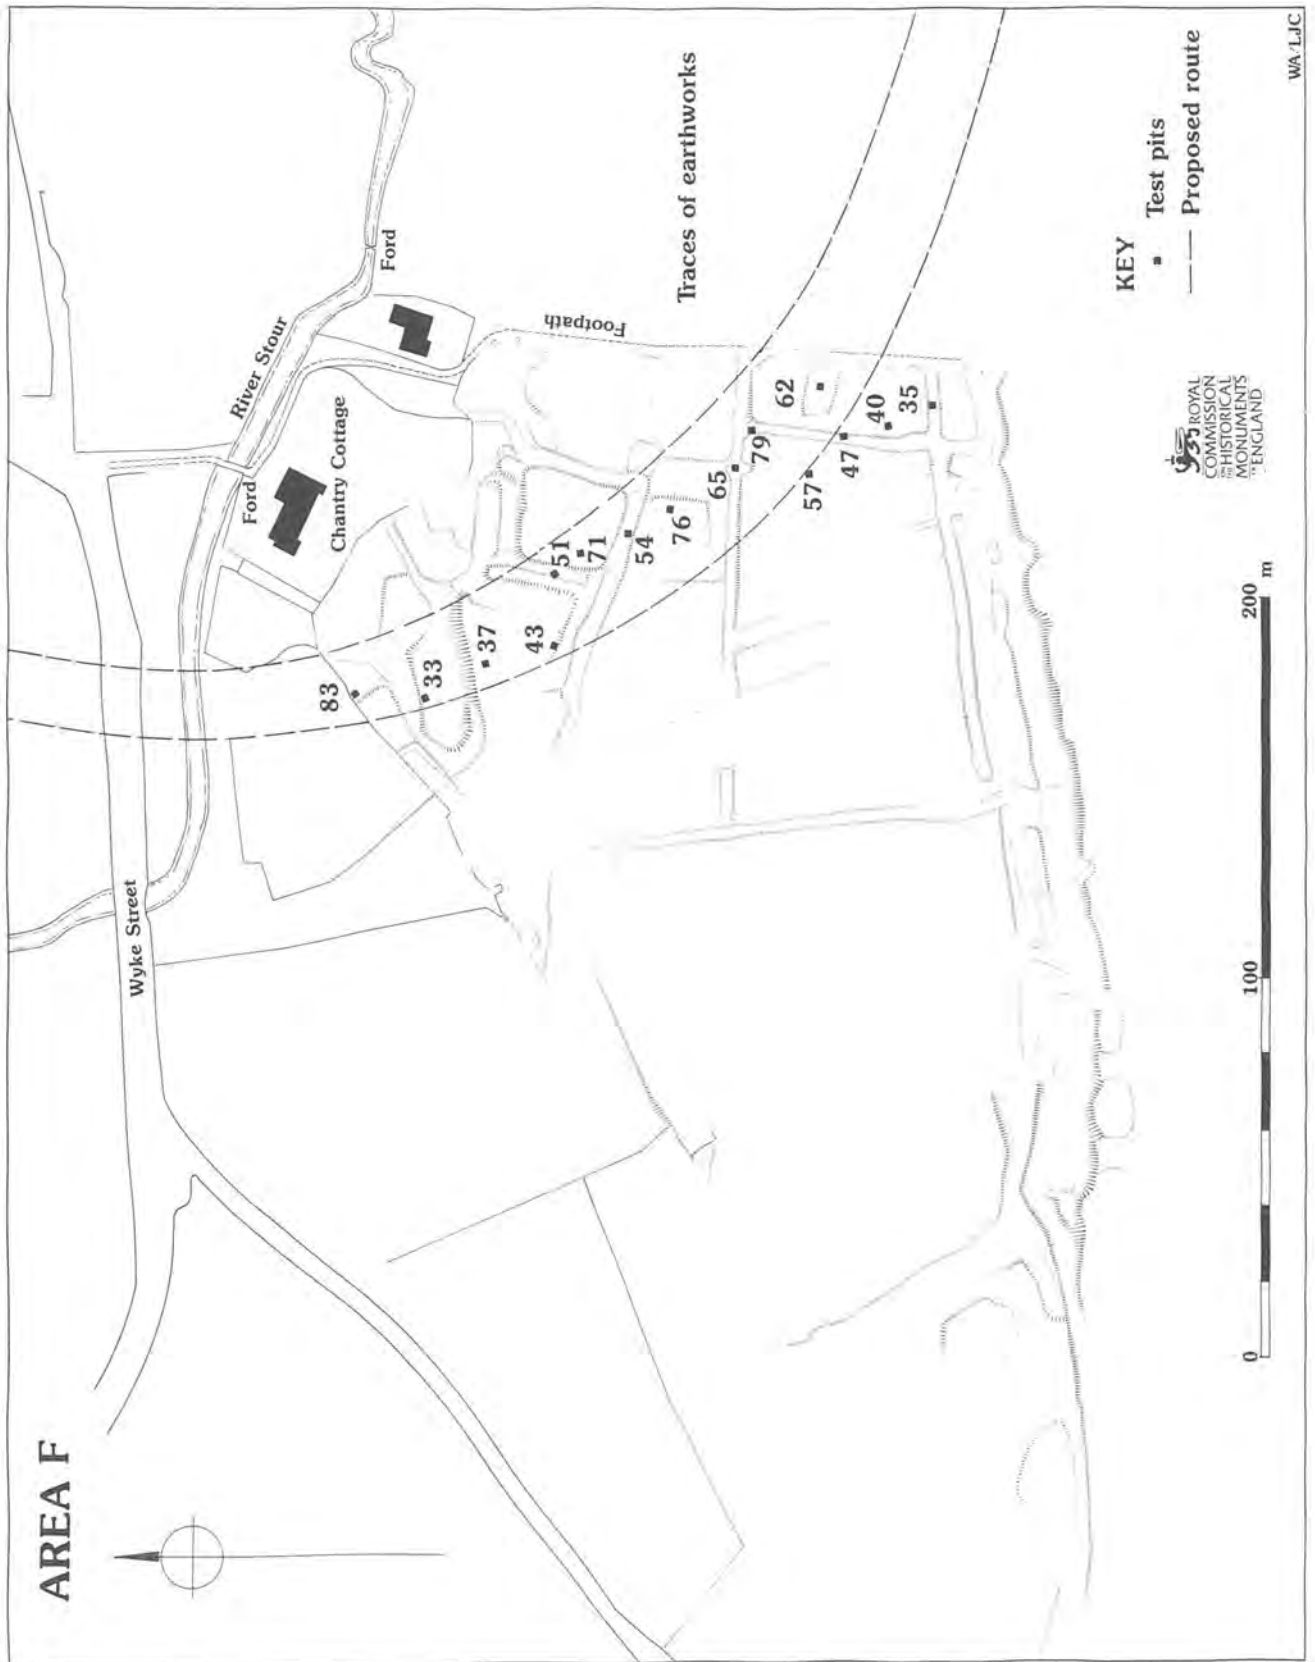 AREA F
Wyke Street
River Stour
Ford
Ford
Chantry Cottage
Footpath
Traces of earthworks
83
33
37
43
51
71
54
76
65
79
57
47
62
40
35
KEY
Test pits
Proposed route
ROYAL
COMMISSION
ON THE HISTORICAL
MONUMENTS
OF ENGLAND
0
100
200
m
WA/LJC